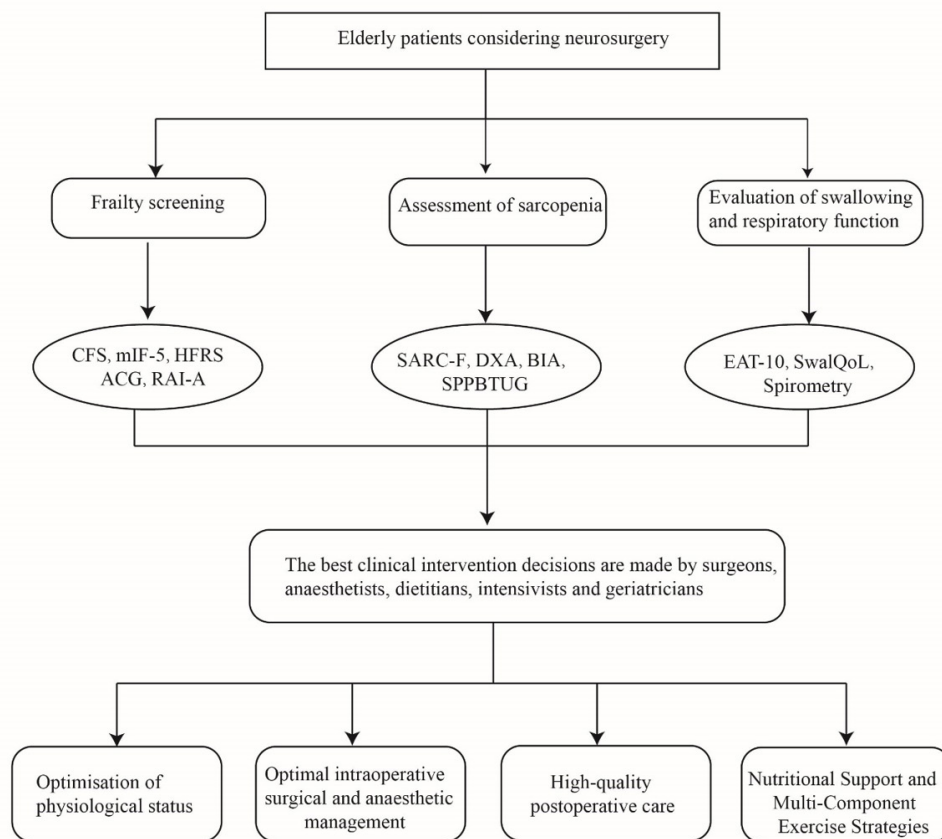 Elderly patients considering neurosurgery
Frailty screening
Assessment of sarcopenia
Evaluation of swallowing
and respiratory function
CFS, mIF-5, HFRS
ACG, RAI-A
SARC-F, DXA, BIA,
SPPBTUG
EAT-10, SwalQoL,
Spirometry
The best clinical intervention decisions are made by surgeons,
anaesthetists, dietitians, intensivists and geriatricians
Optimisation of
physiological status
Optimal intraoperative
surgical and anaesthetic
management
High-quality
postoperative care
Nutritional Support and
Multi-Component
Exercise Strategies